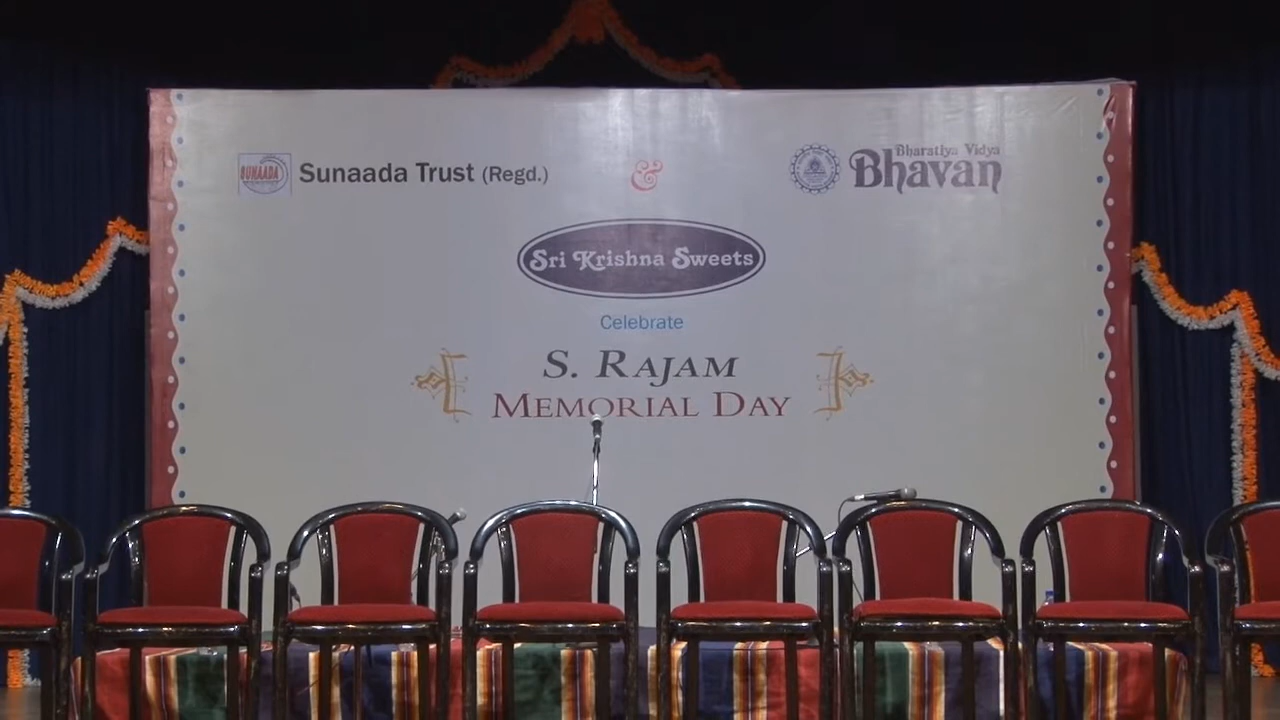 SUNAADA
Sunaada Trust (Regd.)
&
Bharatiya Vidya
Bhavan
Sri Krishna Sweets
Celebrate
S. RAJAM
MEMORIAL DAY